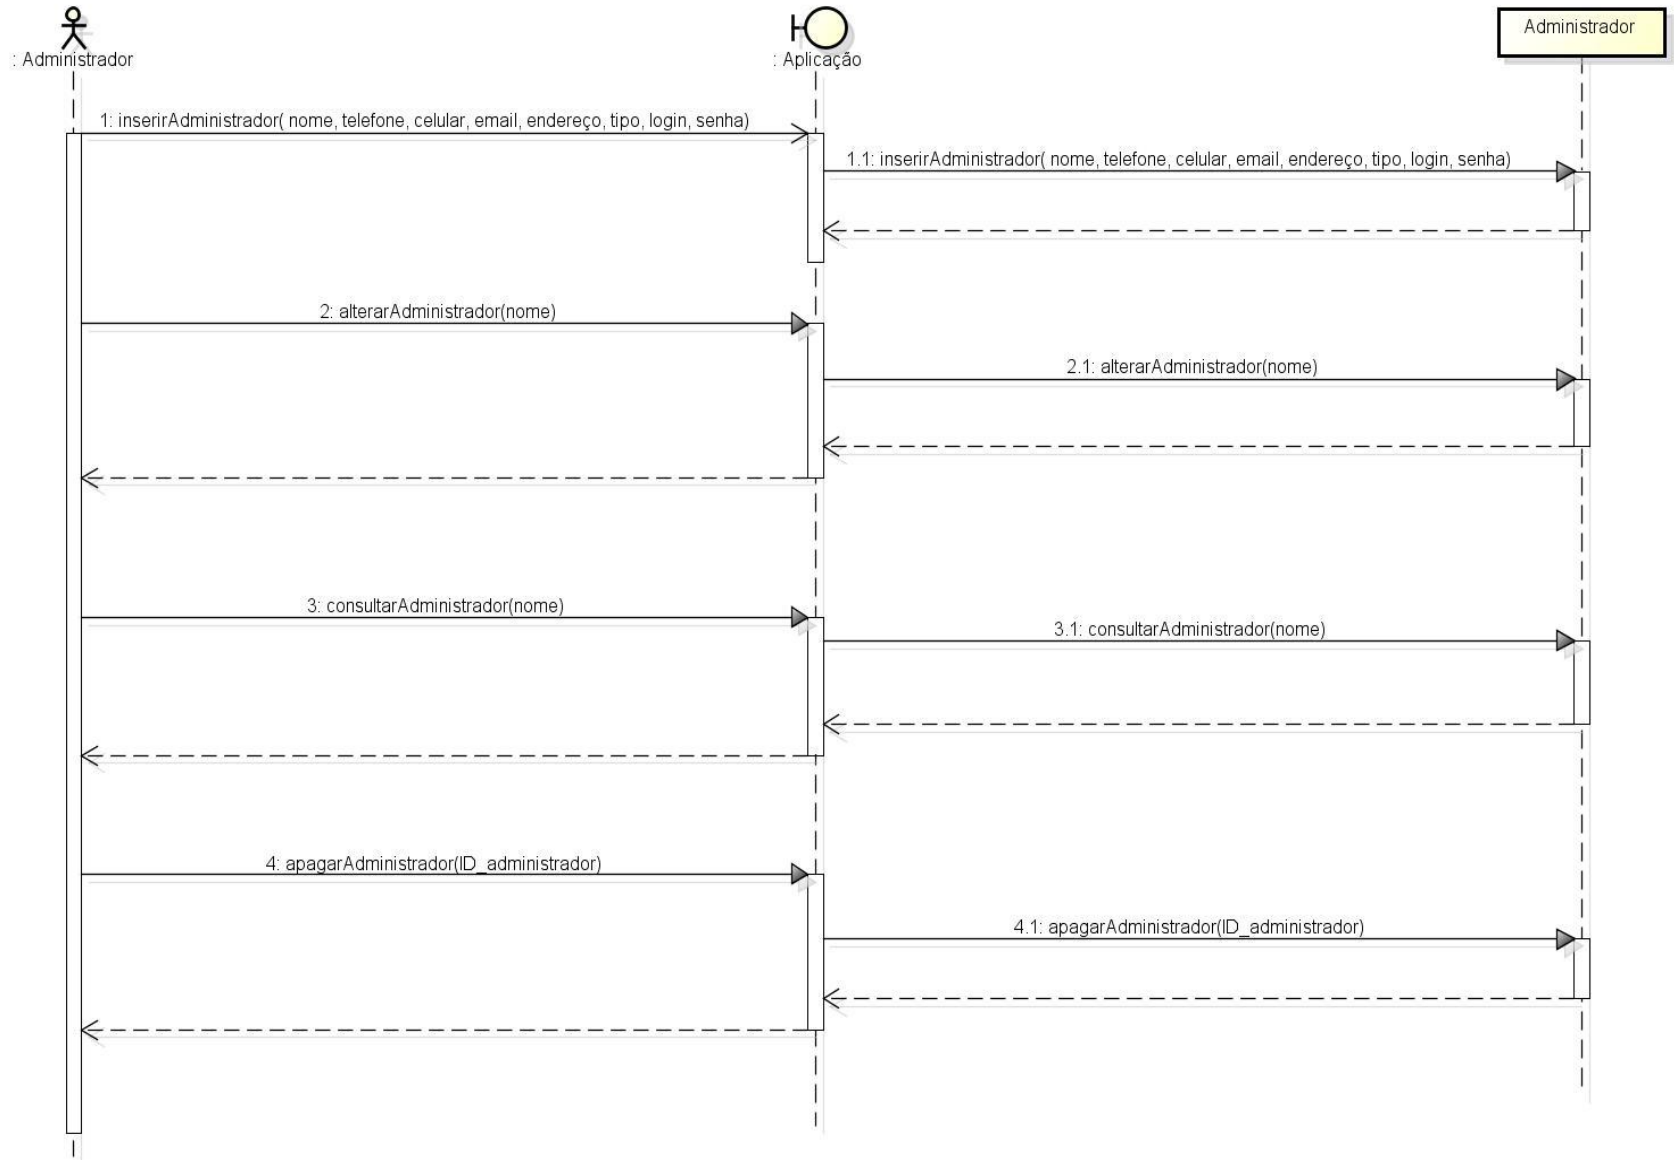 : Administrador
: Aplicação
Administrador
1: inserirAdministrador( nome, telefone, celular, email, endereço, tipo, login, senha)
1.1: inserirAdministrador( nome, telefone, celular, email, endereço, tipo, login, senha)
2: alterarAdministrador(nome)
2.1: alterarAdministrador(nome)
3: consultarAdministrador(nome)
3.1: consultarAdministrador(nome)
4: apagarAdministrador(ID_administrador)
4.1: apagarAdministrador(ID_administrador)